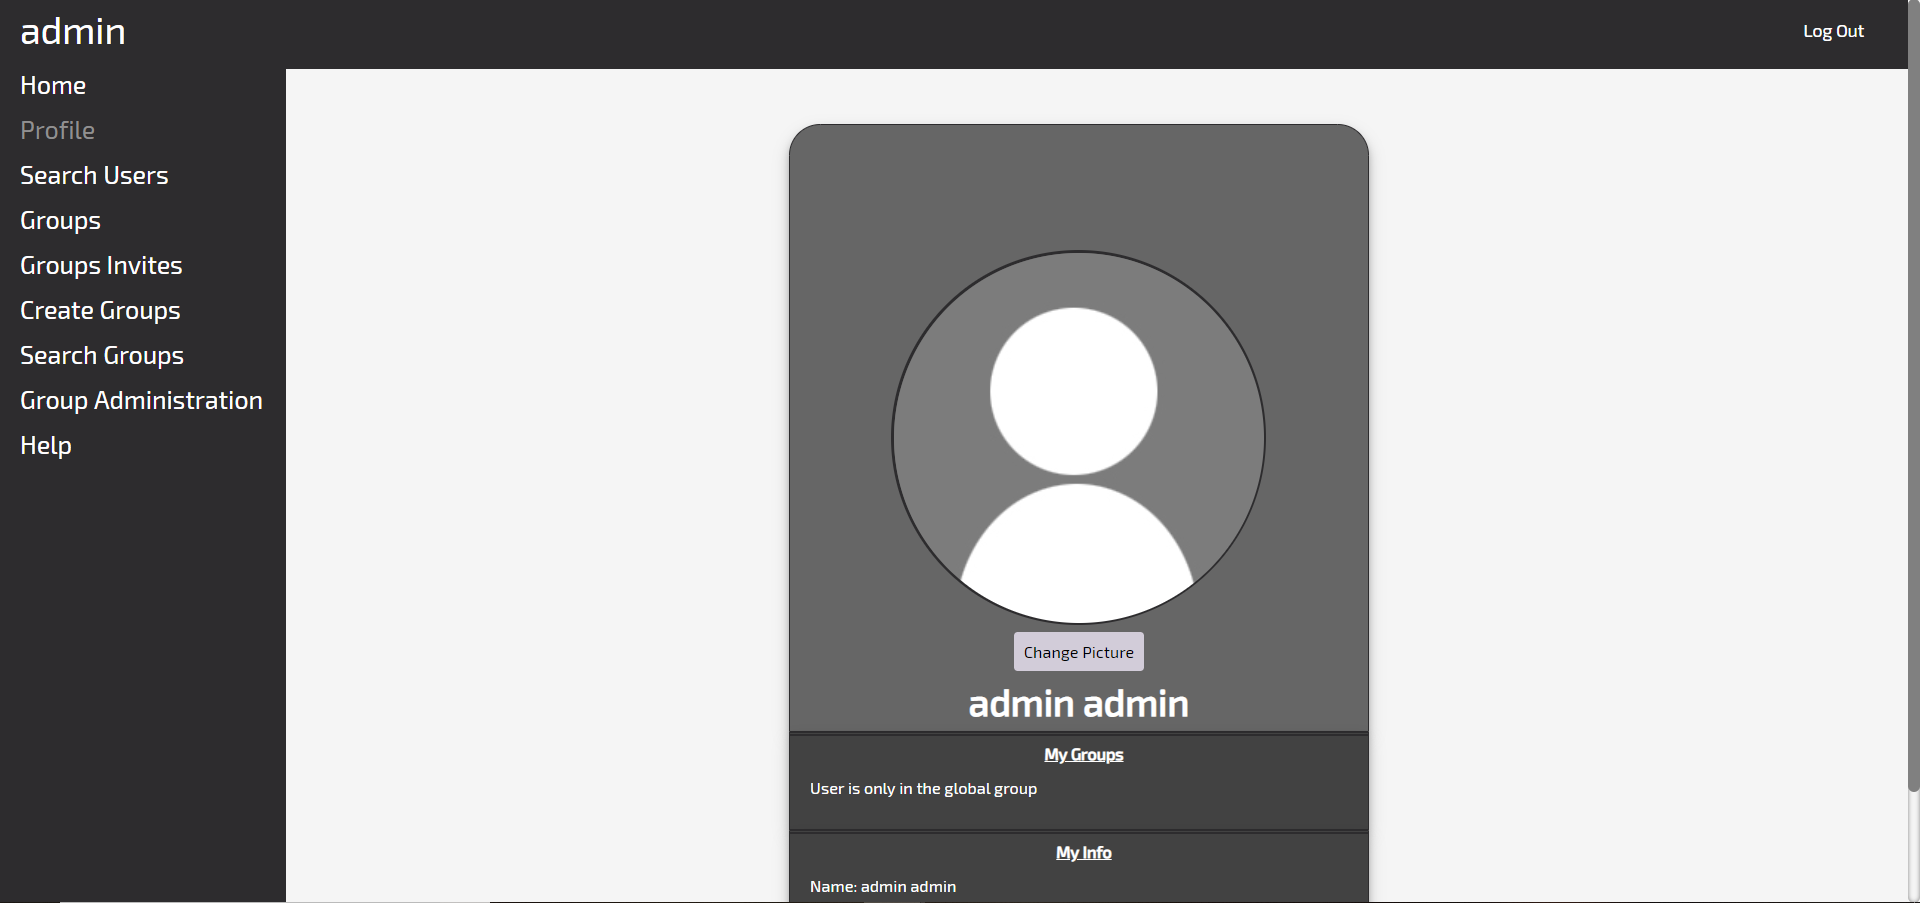 admin
Log Out
Home
Profile
Search Users
Groups
Groups Invites
Create Groups
Search Groups
Group Administration
Help
Change Picture
admin admin
My Groups
User is only in the global group
My Info
Name: admin admin